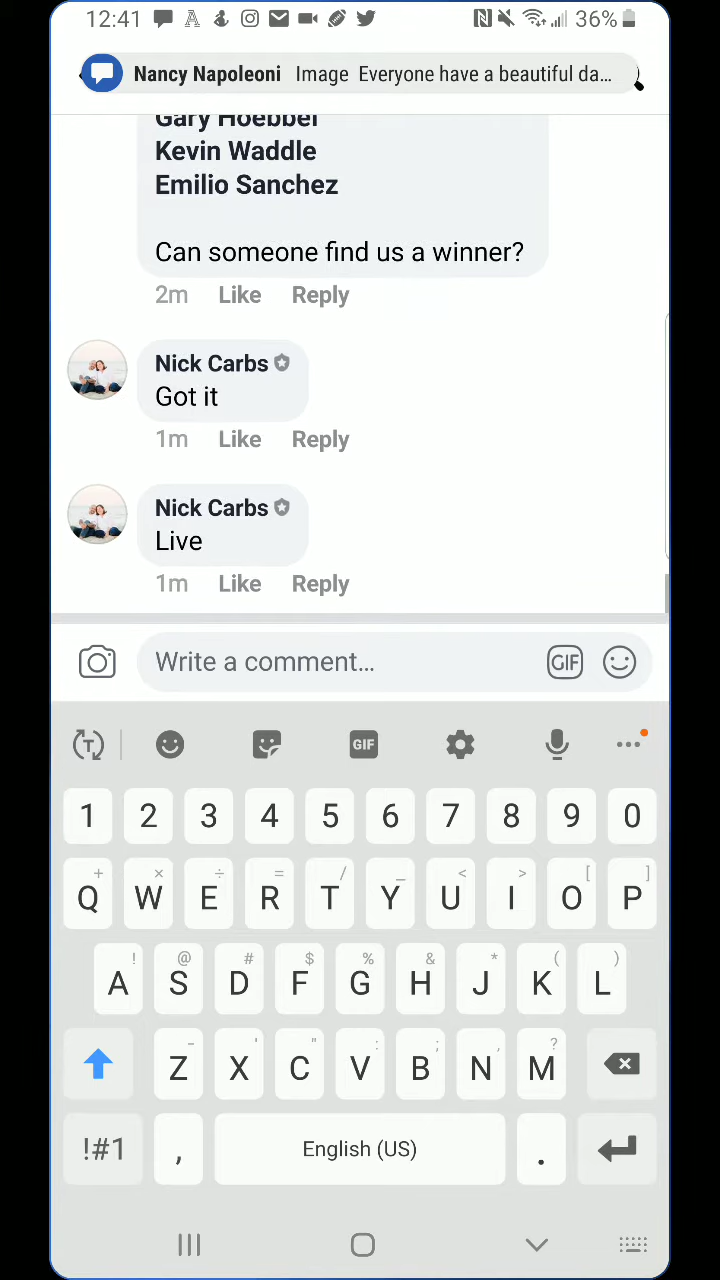 12:41 36%
Nancy Napoleoni Image Everyone have a beautiful da...
Gary Hoebbel
Kevin Waddle
Emilio Sanchez
Can someone find us a winner?
2m Like Reply
Nick Carbs
Got it
1m Like Reply
Nick Carbs
Live
1m Like Reply
Write a comment... GIF
T GIF
1 2 3 4 5 6 7 8 9 0
+ × ÷ = / _ < > [ ]
Q W E R T Y U I O P
! @ # $ % & * ( )
A S D F G H J K L
- ' " : ; , ?
Z X C V B N M
!#1 , English (US) .